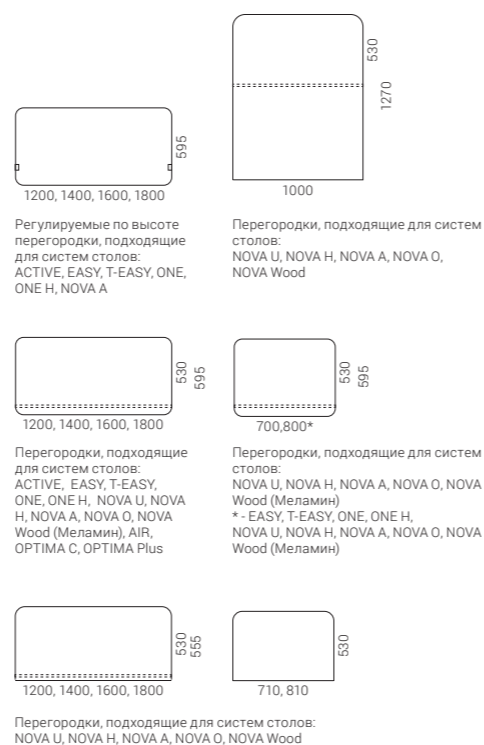 595
1200, 1400, 1600, 1800
Регулируемые по высоте
перегородки, подходящие
для систем столов:
ACTIVE, EASY, T-EASY, ONE,
ONE H, NOVA A
530
1270
1000
Перегородки, подходящие для систем
столов:
NOVA U, NOVA H, NOVA A, NOVA O,
NOVA Wood
530
595
1200, 1400, 1600, 1800
Перегородки, подходящие
для систем столов:
ACTIVE, EASY, T-EASY,
ONE, ONE H, NOVA U, NOVA
H, NOVA A, NOVA O, NOVA
Wood (Меламин), AIR,
OPTIMA C, OPTIMA Plus
530
595
700,800*
Перегородки, подходящие для систем
столов:
NOVA U, NOVA H, NOVA A, NOVA O, NOVA
Wood (Меламин)
* - EASY, T-EASY, ONE, ONE H,
NOVA U, NOVA H, NOVA A, NOVA O, NOVA
Wood (Меламин)
530
555
1200, 1400, 1600, 1800
530
710, 810
Перегородки, подходящие для систем столов:
NOVA U, NOVA H, NOVA A, NOVA O, NOVA Wood